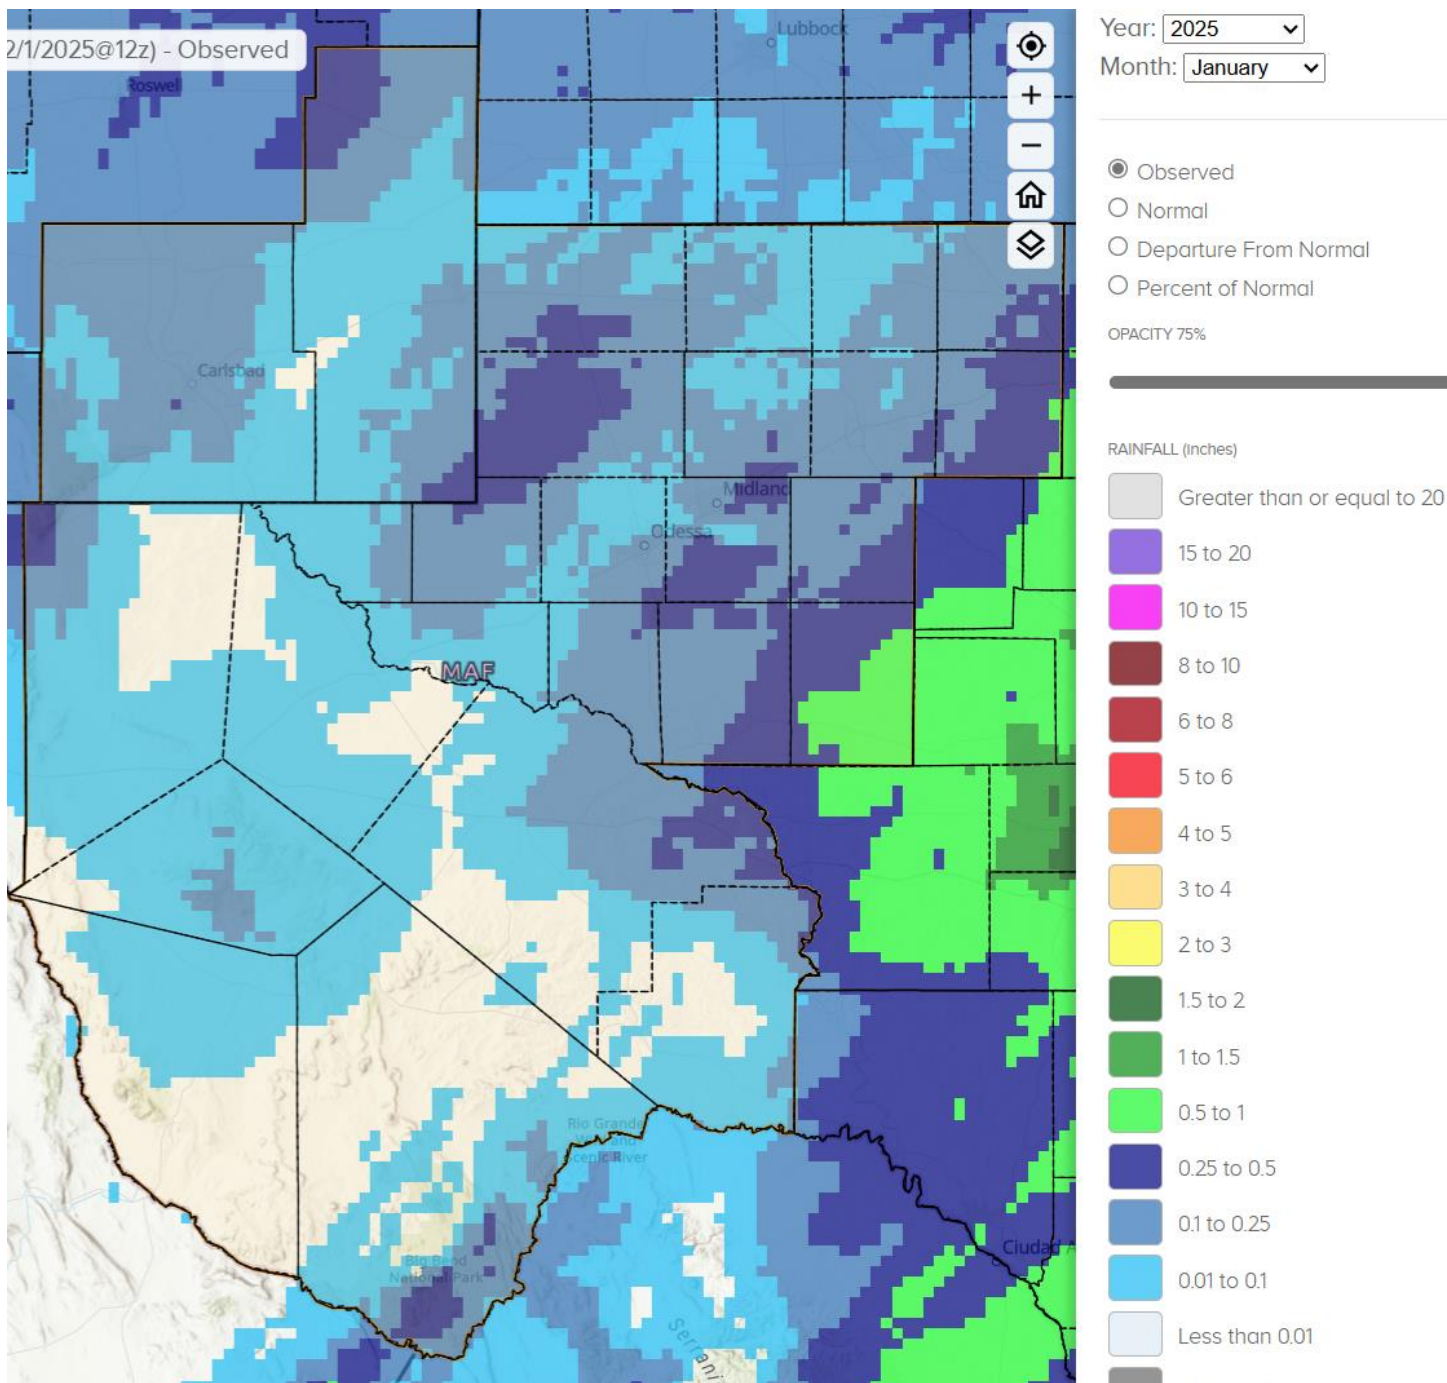 2/1/2025@12z) - Observed
Lubbock
Roswell
Carlsbad
Midland
Odessa
MAF
Rio Grande
Wild and
Scenic River
Big Bend
National Park
Ciudad A
Serrani
Year: 2025
Month: January
Observed
Normal
Departure From Normal
Percent of Normal
OPACITY 75%
RAINFALL (Inches)
Greater than or equal to 20
15 to 20
10 to 15
8 to 10
6 to 8
5 to 6
4 to 5
3 to 4
2 to 3
1.5 to 2
1 to 1.5
0.5 to 1
0.25 to 0.5
0.1 to 0.25
0.01 to 0.1
Less than 0.01